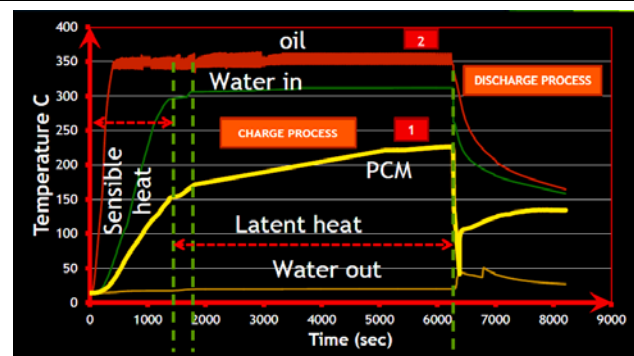 400
350
300
250
200
150
100
50
0
Temperature C
oil
2
Water in
DISCHARGE PROCESS
Sensible
heat
CHARGE PROCESS
1
PCM
Latent heat
Water out
0 1000 2000 3000 4000 5000 6000 7000 8000 9000
Time (sec)